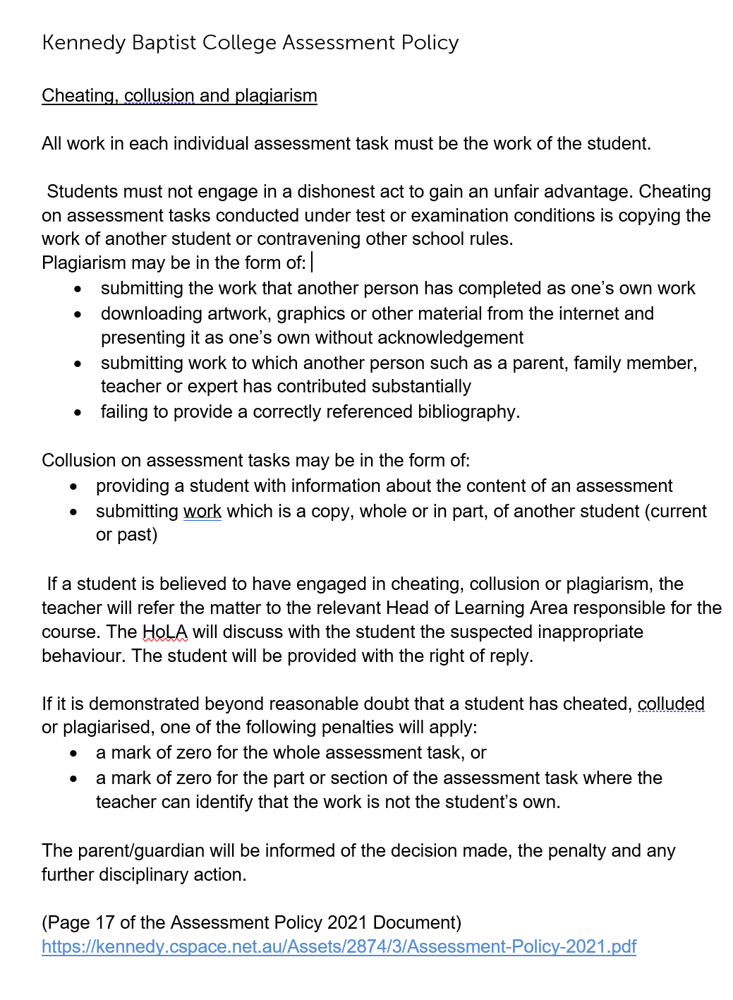 Kennedy Baptist College Assessment Policy
Cheating, collusion and plagiarism
All work in each individual assessment task must be the work of the student.
Students must not engage in a dishonest act to gain an unfair advantage. Cheating
on assessment tasks conducted under test or examination conditions is copying the
work of another student or contravening other school rules.
Plagiarism may be in the form of:
• submitting the work that another person has completed as one’s own work
• downloading artwork, graphics or other material from the internet and
presenting it as one’s own without acknowledgement
• submitting work to which another person such as a parent, family member,
teacher or expert has contributed substantially
• failing to provide a correctly referenced bibliography.
Collusion on assessment tasks may be in the form of:
• providing a student with information about the content of an assessment
• submitting work which is a copy, whole or in part, of another student (current
or past)
If a student is believed to have engaged in cheating, collusion or plagiarism, the
teacher will refer the matter to the relevant Head of Learning Area responsible for the
course. The HoLA will discuss with the student the suspected inappropriate
behaviour. The student will be provided with the right of reply.
If it is demonstrated beyond reasonable doubt that a student has cheated, colluded
or plagiarised, one of the following penalties will apply:
• a mark of zero for the whole assessment task, or
• a mark of zero for the part or section of the assessment task where the
teacher can identify that the work is not the student’s own.
The parent/guardian will be informed of the decision made, the penalty and any
further disciplinary action.
(Page 17 of the Assessment Policy 2021 Document)
https://kennedy.cspace.net.au/Assets/2874/3/Assessment-Policy-2021.pdf